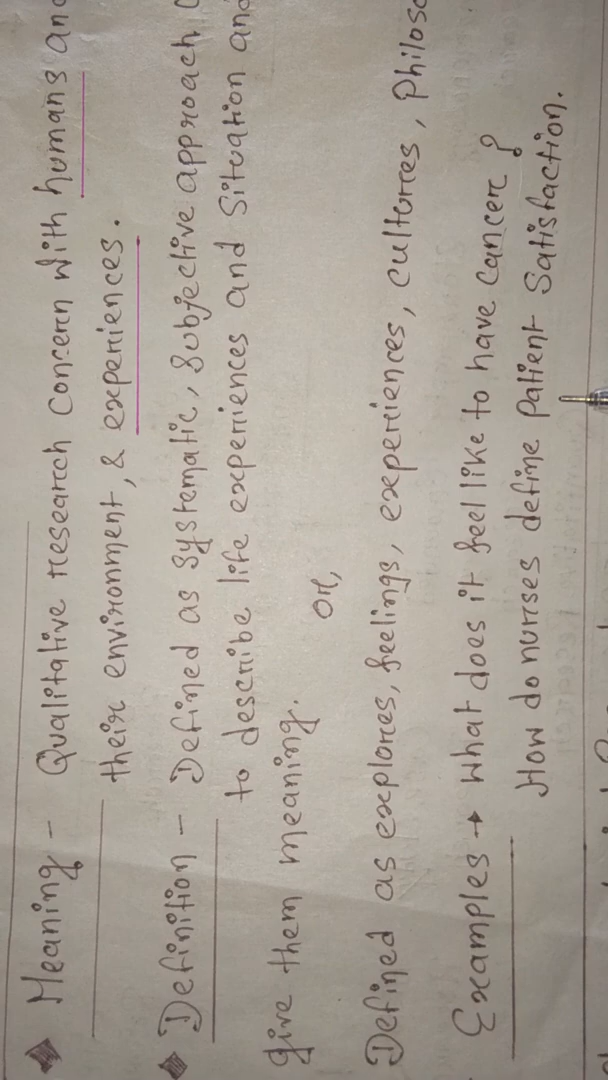 Meaning - Qualitative research concern with humans and
their environment, & experiences.
Definition - Defined as systematic, subjective approach
to describe life experiences and situation and
give them meaning.
or,
Defined as explores, feelings, experiences, cultures,
Examples → What does it feel like to have cancer?
How do nurses define patient satisfaction.